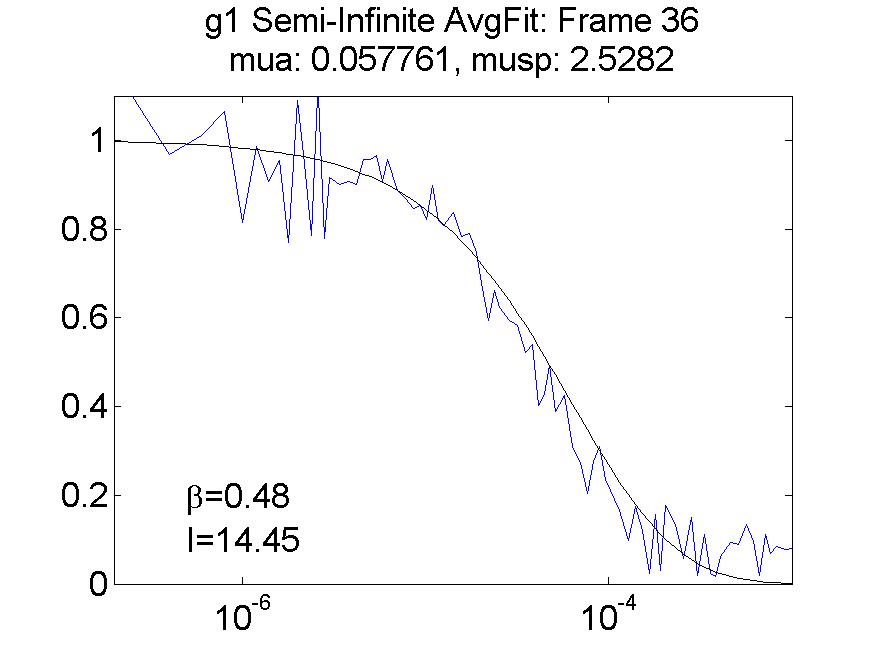 g1 Semi-Infinite AvgFit: Frame 36
mua: 0.057761, musp: 2.5282
1
0.8
0.6
0.4
0.2
0
β=0.48
I=14.45
10^-6
10^-4